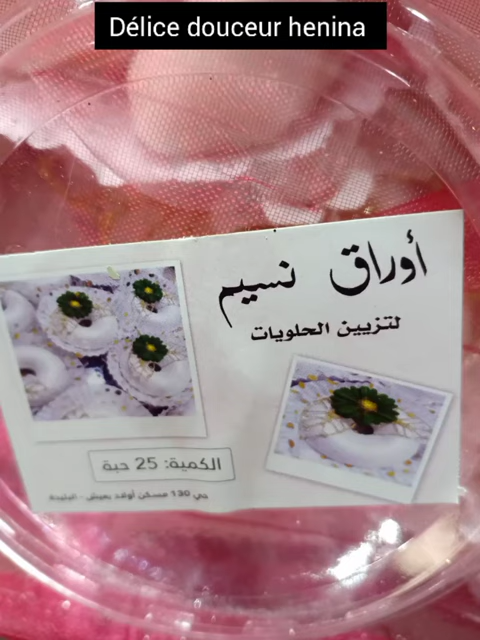 Délice douceur henina
أوراق نسيم
لتزيين الحلويات
الكمية: 25 حبة
حي 130 مسكن أولاد يعيش - البليدة